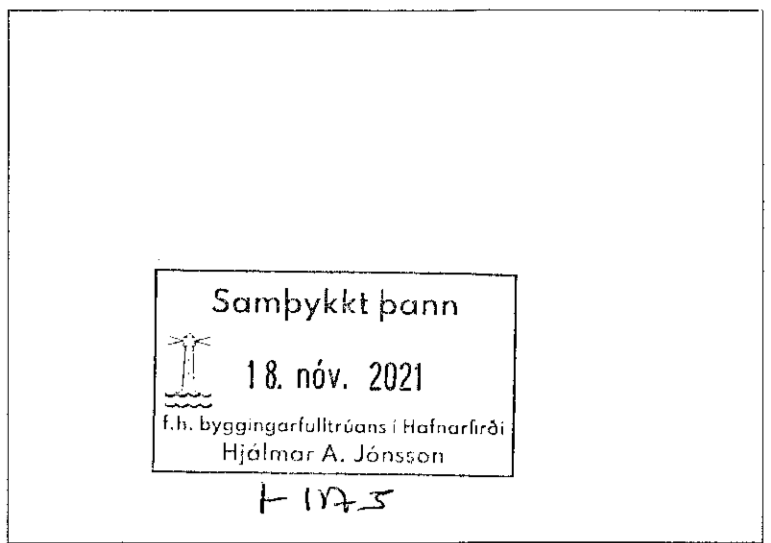 Samþykkt þann
18. nóv. 2021
f.h. byggingarfulltrúans í Hafnarfirði
Hjálmar A. Jónsson